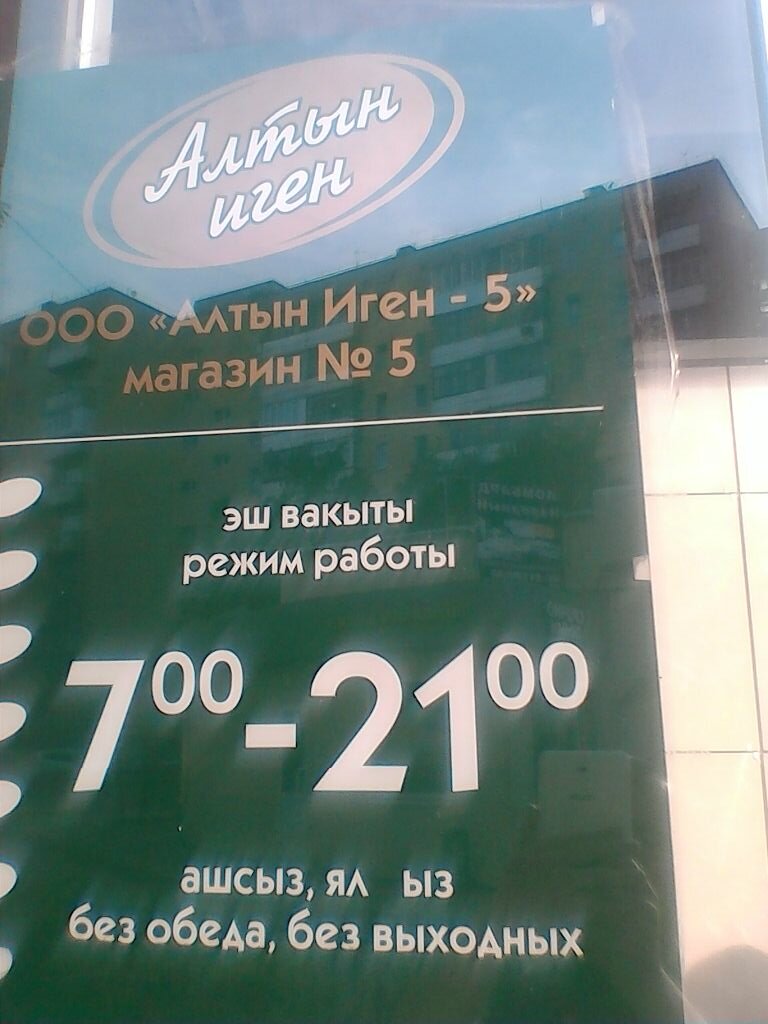 Алтын
иген
ООО «Алтын Иген - 5»
магазин № 5
эш вакыты
режим работы
7⁰⁰-21⁰⁰
ашсыз, ял ыз
без обеда, без выходных